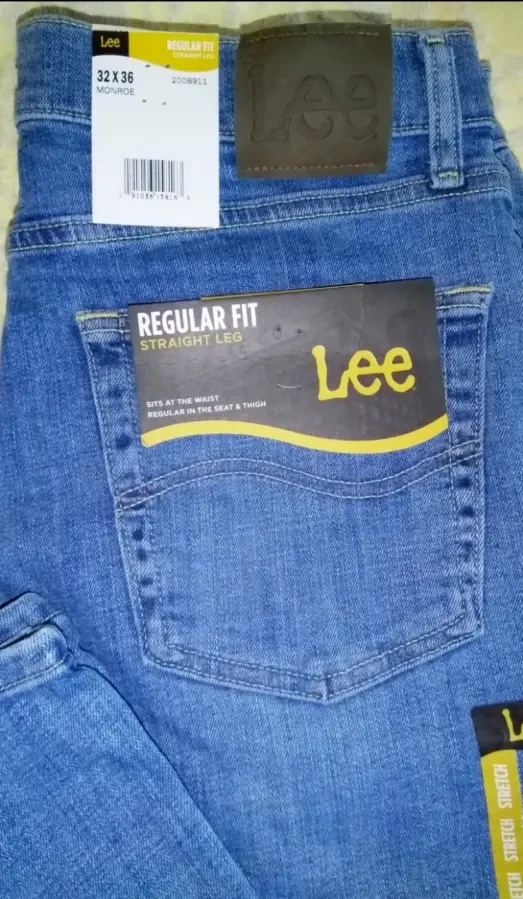 Lee
REGULAR FIT
STRAIGHT LEG
32 X 36
2008911
MONROE
Lee
REGULAR FIT
STRAIGHT LEG
Lee
SITS AT THE WAIST
REGULAR IN THE SEAT & THIGH
STRETCH
STRETCH